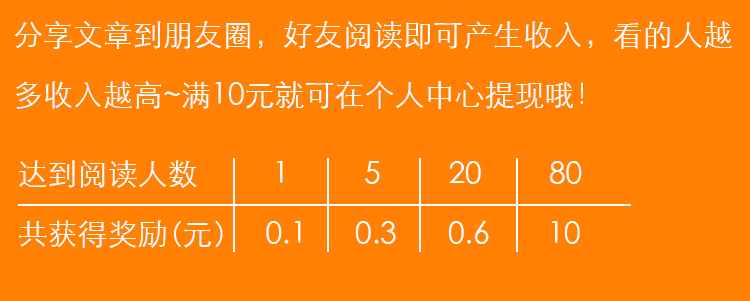 分享文章到朋友圈，好友阅读即可产生收入，看的人越
多收入越高~满10元就可在个人中心提现哦！
达到阅读人数 1 5 20 80
共获得奖励(元) 0.1 0.3 0.6 10